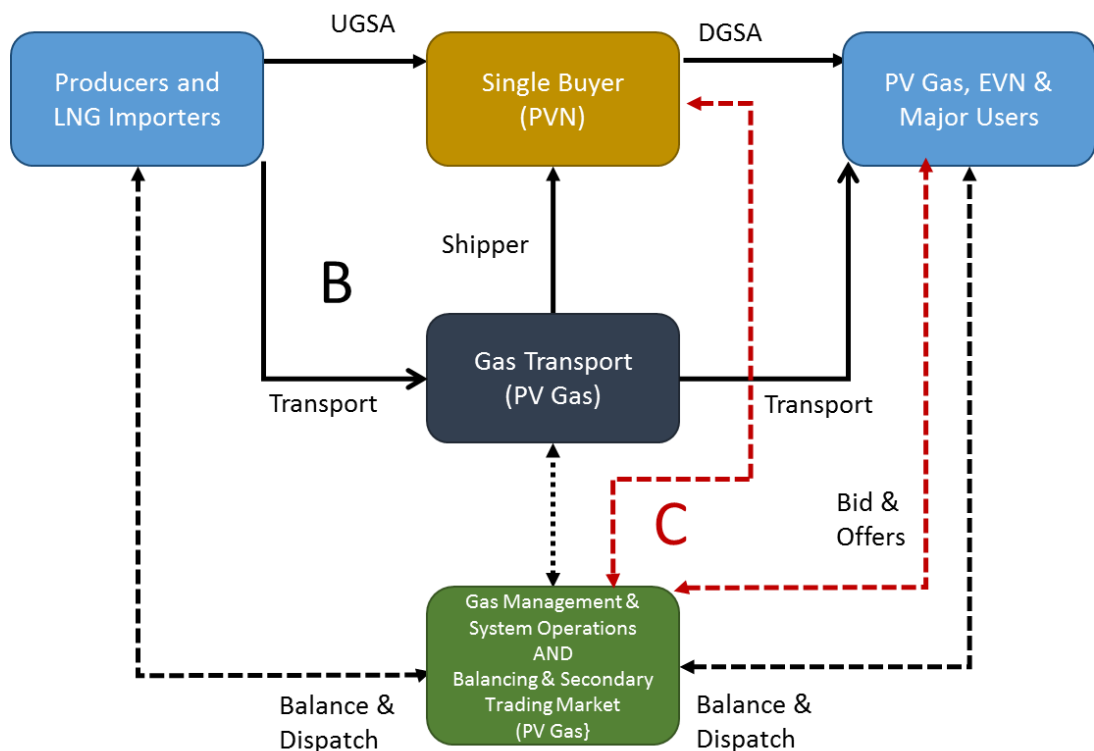 UGSA
DGSA
Producers and
LNG Importers
Single Buyer
(PVN)
PV Gas, EVN &
Major Users
Shipper
B
Gas Transport
(PV Gas)
Transport
Transport
C
Bid &
Offers
Gas Management &
System Operations
AND
Balancing & Secondary
Trading Market
(PV Gas}
Balance &
Dispatch
Balance &
Dispatch